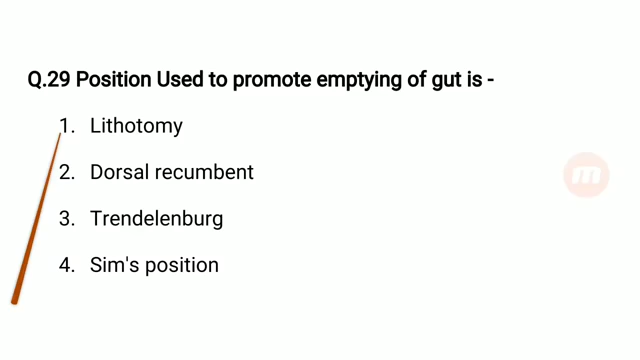 Q.29 Position Used to promote emptying of gut is -
1. Lithotomy
2. Dorsal recumbent
3. Trendelenburg
4. Sim's position